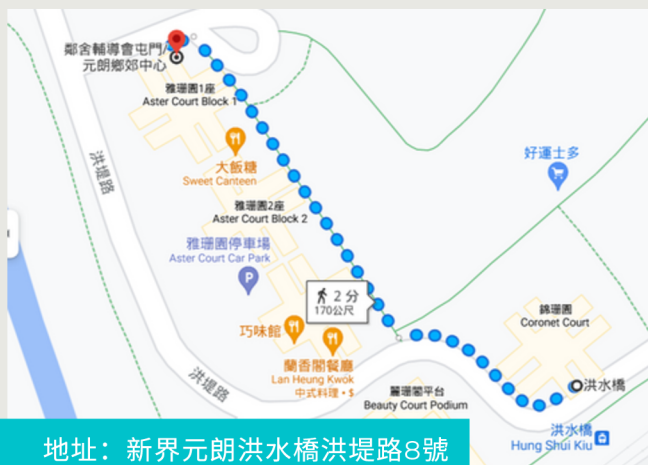 鄰舍輔導會屯門/
元朗鄉郊中心
雅珊園1座
Aster Court Block 1
洪堤路
大飯糖
Sweet Canteen
好運士多
雅珊園2座
Aster Court Block 2
雅珊園停車場
Aster Court Car Park
P
2 分
170公尺
巧味館
錦珊園
Coronet Court
蘭香閣餐廳
Lan Heung Kwok
中式料理・$
洪堤路
麗珊閣平台
Beauty Court Podium
洪水橋
洪水橋
Hung Shui Kiu
地址：新界元朗洪水橋洪堤路8號